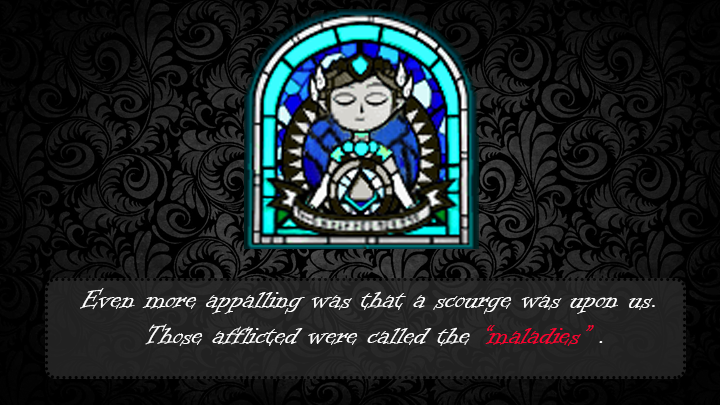 Even more appalling was that a scourge was upon us.
Those afflicted were called the “maladies”.